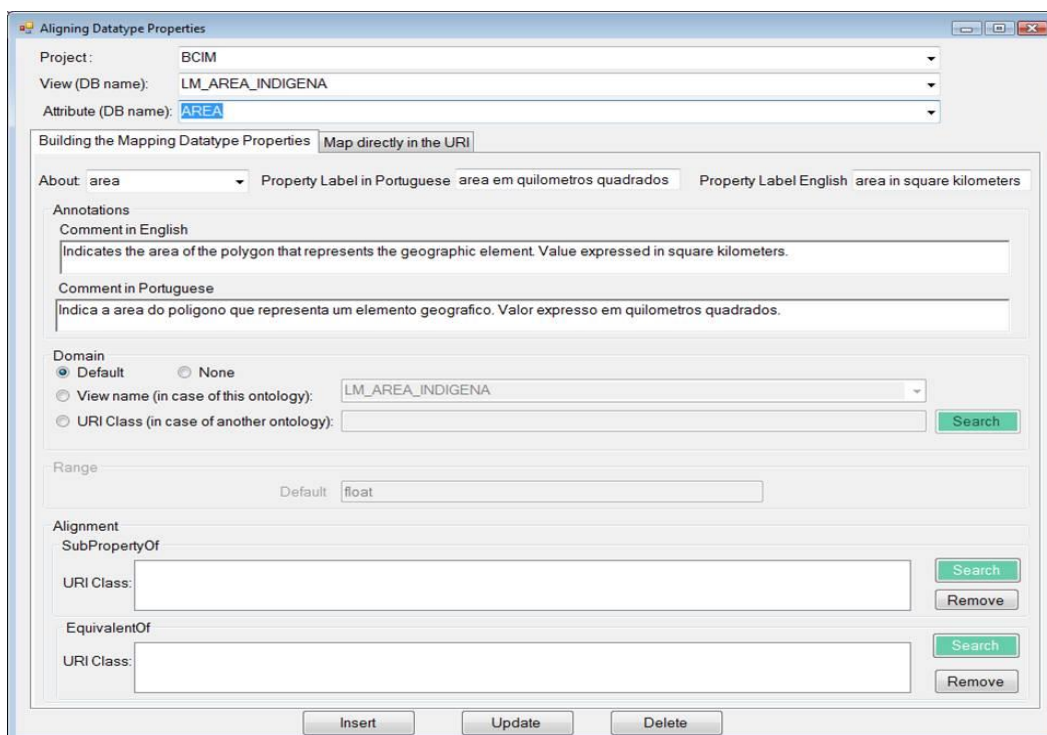 Aligning Datatype Properties
Project :
BCIM
View (DB name):
LM_AREA_INDIGENA
Attribute (DB name):
AREA
Building the Mapping Datatype Properties
Map directly in the URI
About: area
Property Label in Portuguese area em quilometros quadrados
Property Label English area in square kilometers
Annotations
Comment in English
Indicates the area of the polygon that represents the geographic element. Value expressed in square kilometers.
Comment in Portuguese
Indica a area do poligono que representa um elemento geografico. Valor expresso em quilometros quadrados.
Domain
Default
None
View name (in case of this ontology):
LM_AREA_INDIGENA
URI Class (in case of another ontology):
Search
Range
Default
float
Alignment
SubPropertyOf
URI Class:
Search
Remove
EquivalentOf
URI Class:
Search
Remove
Insert
Update
Delete